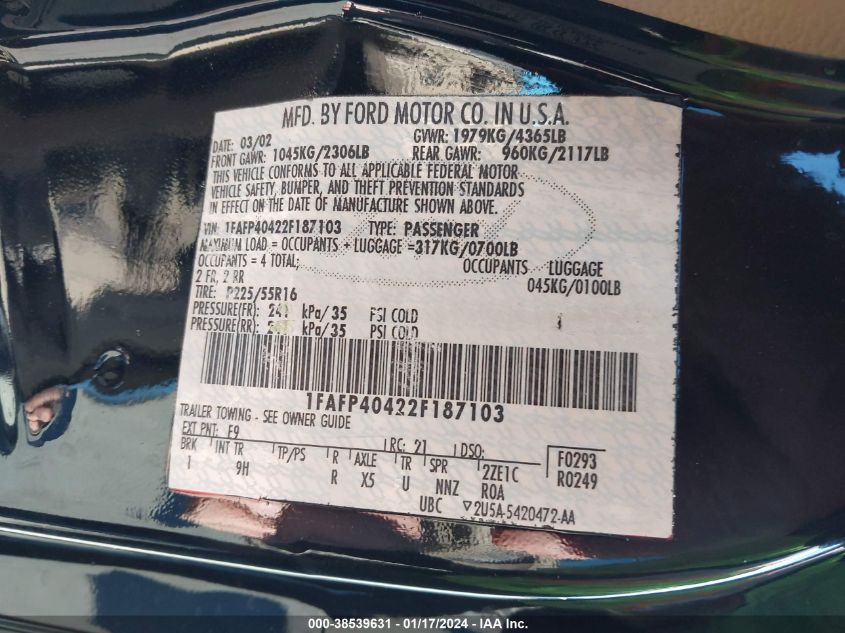 MFD. BY FORD MOTOR CO. IN U.S.A.
DATE: 03/02 GVWR: 1979KG/4365LB
FRONT GAWR: 1045KG/2306LB REAR GAWR: 960KG/2117LB
THIS VEHICLE CONFORMS TO ALL APPLICABLE FEDERAL MOTOR
VEHICLE SAFETY, BUMPER, AND THEFT PREVENTION STANDARDS
IN EFFECT ON THE DATE OF MANUFACTURE SHOWN ABOVE.
VIN: 1FAFP40422F187103 TYPE: PASSENGER
MAXIMUM LOAD = OCCUPANTS + LUGGAGE = 317KG/0700LB
OCCUPANTS = 4 TOTAL; OCCUPANTS LUGGAGE
2 FR, 2 RR 045KG/0100LB
TIRE: P225/55R16
PRESSURE(FR) 241 kPa/35 PSI COLD
PRESSURE(RR) kPa/35 PSI COLD
1FAFP40422F187103
TRAILER TOWING - SEE OWNER GUIDE
EXT PNT: F9 RC: 21 DSO: F0293
BRK INT TR TP/PS R AXLE TR SPR 2ZE1C R0249
1 9H R X5 U NNZ ROA
UBC ▽2U5A-5420472-AA
000-38539631 - 01/17/2024 - IAA Inc.